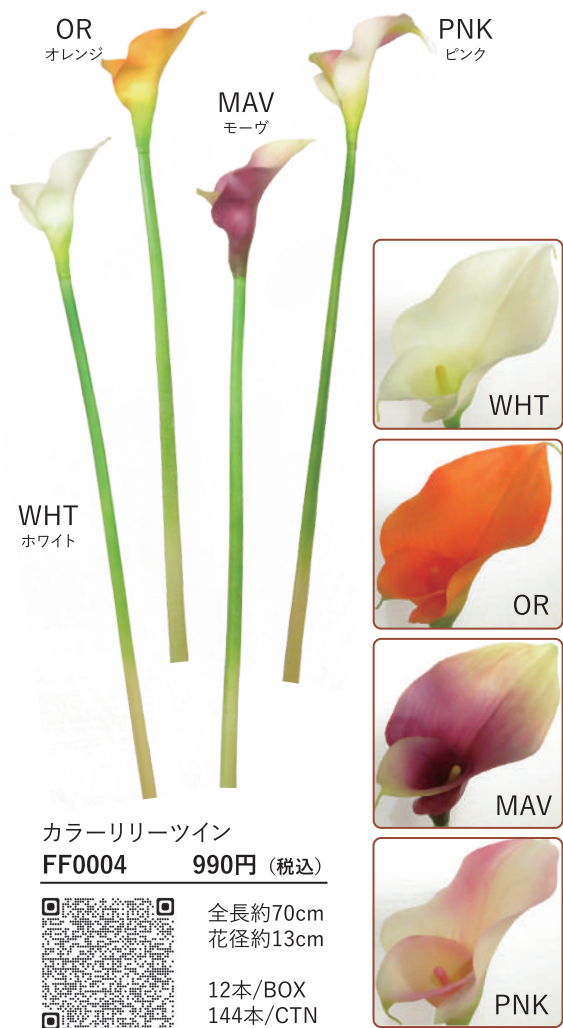 OR
オレンジ
PNK
ピンク
MAV
モーヴ
WHT
ホワイト
WHT
OR
MAV
PNK
カラーリリーツイン
FF0004 990円（税込）
全長約70cm
花径約13cm
12本/BOX
144本/CTN